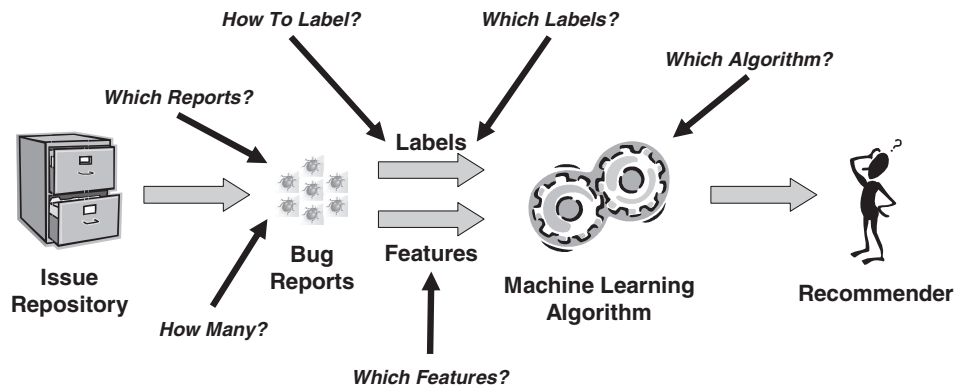 How To Label?
Which Labels?
Which Algorithm?
Which Reports?
Labels
?
Bug
Reports
Features
Issue
Repository
Machine Learning
Algorithm
Recommender
How Many?
Which Features?